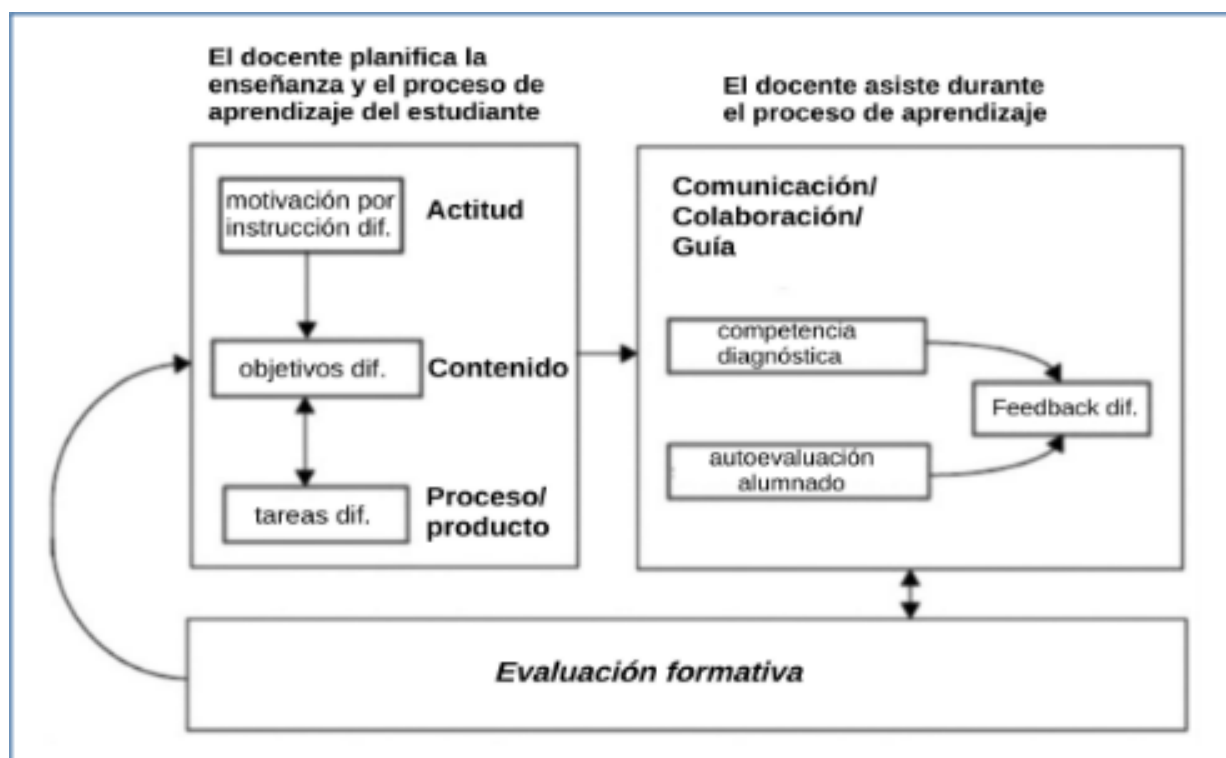 El docente planifica la
enseñanza y el proceso de
aprendizaje del estudiante
El docente asiste durante
el proceso de aprendizaje
motivación por
instrucción dif.
Actitud
objetivos dif.
Contenido
tareas dif.
Proceso/
producto
Comunicación/
Colaboración/
Guía
competencia
diagnóstica
autoevaluación
alumnado
Feedback dif.
Evaluación formativa